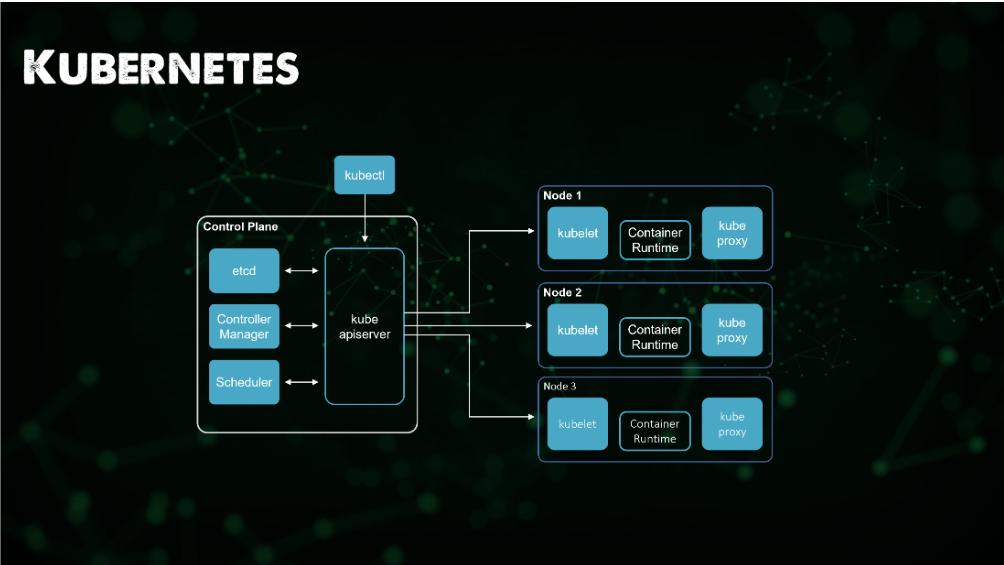 KUBERNETES
kubectl
Control Plane
etcd
Controller
Manager
Scheduler
kube
apiserver
Node 1
kubelet
Container
Runtime
kube
proxy
Node 2
kubelet
Container
Runtime
kube
proxy
Node 3
kubelet
Container
Runtime
kube
proxy